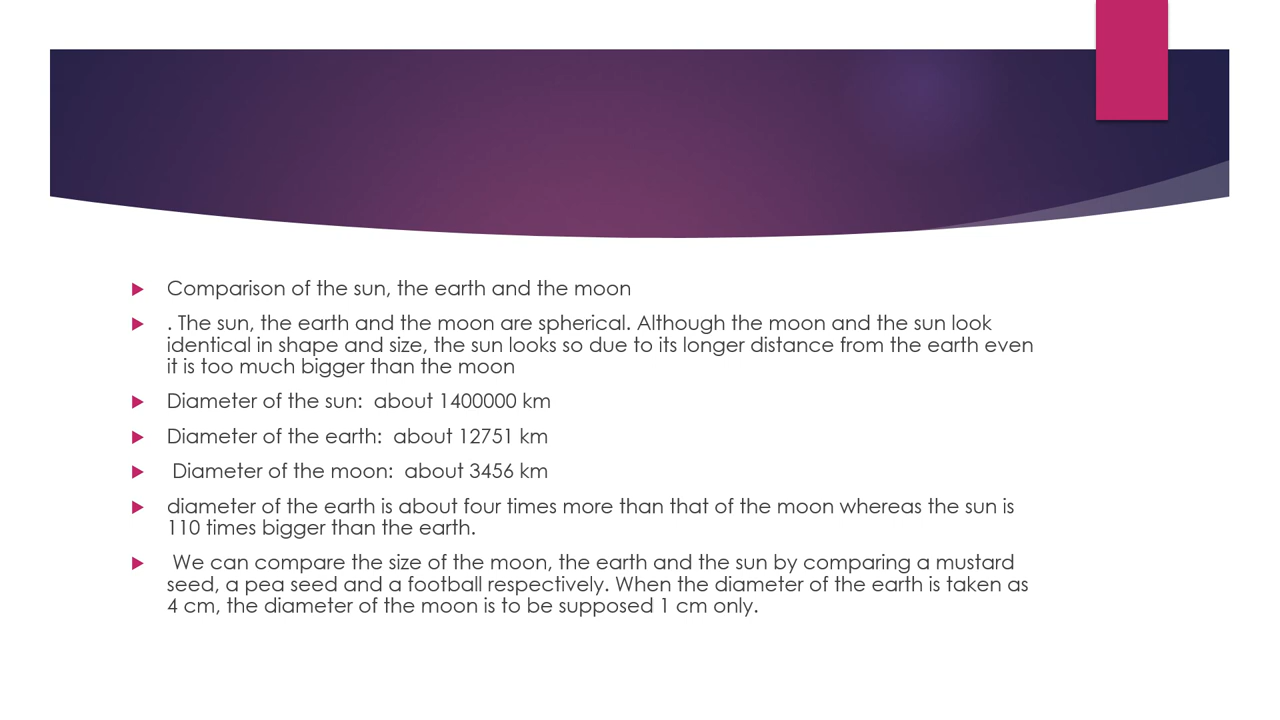 Comparison of the sun, the earth and the moon
. The sun, the earth and the moon are spherical. Although the moon and the sun look
identical in shape and size, the sun looks so due to its longer distance from the earth even
it is too much bigger than the moon
Diameter of the sun:  about 1400000 km
Diameter of the earth:  about 12751 km
Diameter of the moon:  about 3456 km
diameter of the earth is about four times more than that of the moon whereas the sun is
110 times bigger than the earth.
We can compare the size of the moon, the earth and the sun by comparing a mustard
seed, a pea seed and a football respectively. When the diameter of the earth is taken as
4 cm, the diameter of the moon is to be supposed 1 cm only.